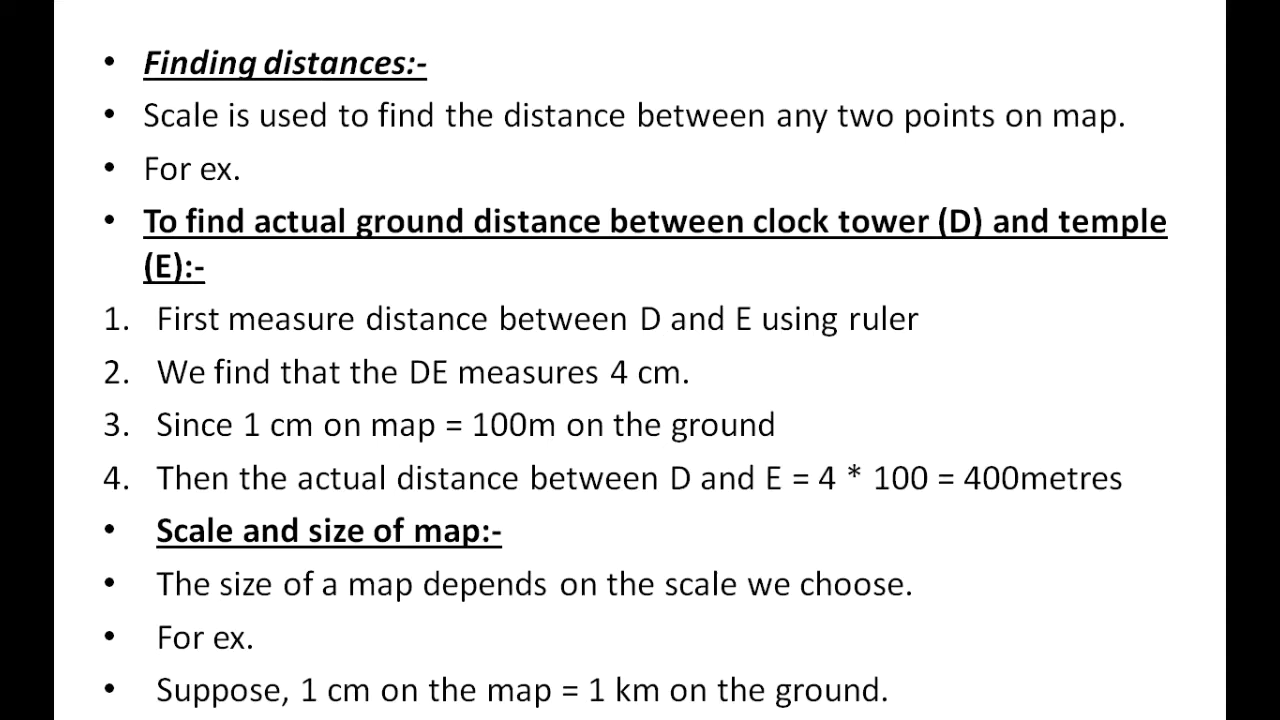 • Finding distances:-
• Scale is used to find the distance between any two points on map.
• For ex.
• To find actual ground distance between clock tower (D) and temple
(E):-
1. First measure distance between D and E using ruler
2. We find that the DE measures 4 cm.
3. Since 1 cm on map = 100m on the ground
4. Then the actual distance between D and E = 4 * 100 = 400metres
• Scale and size of map:-
• The size of a map depends on the scale we choose.
• For ex.
• Suppose, 1 cm on the map = 1 km on the ground.